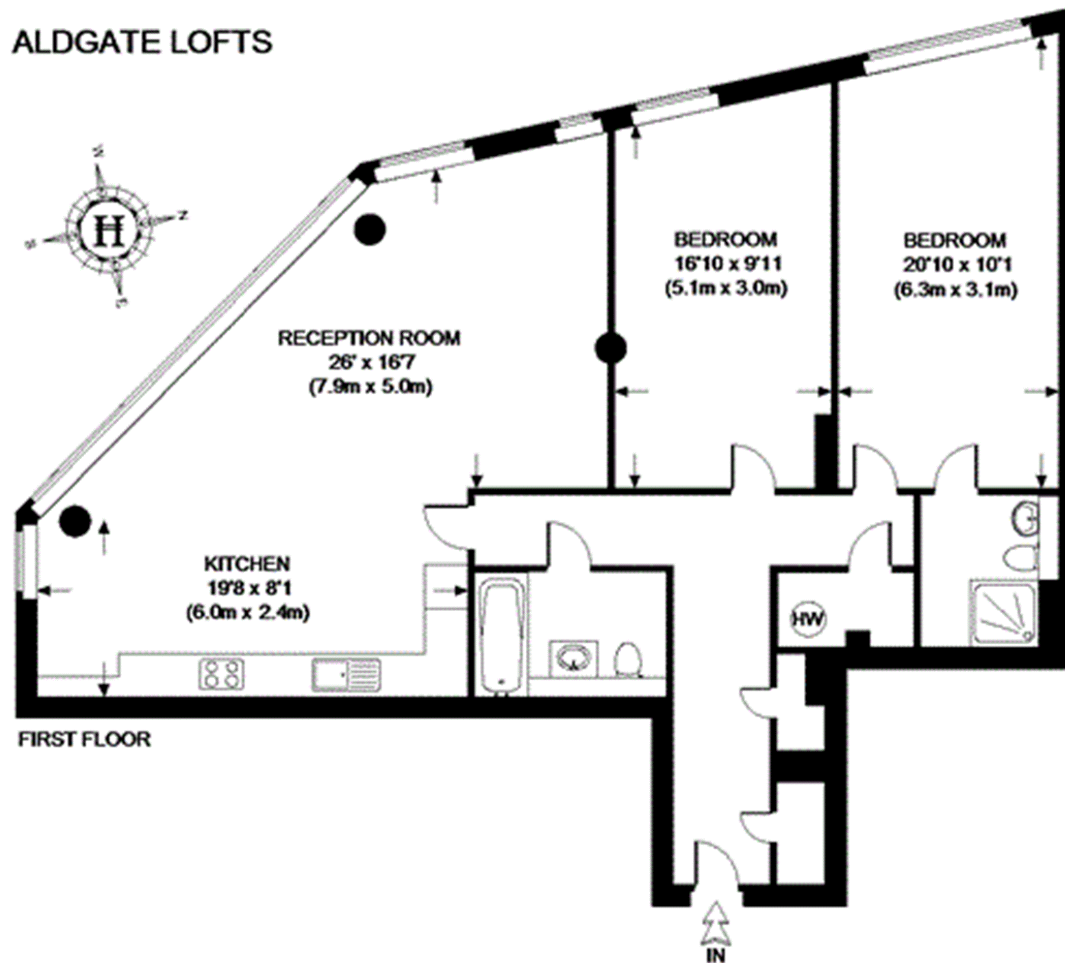 ALDGATE LOFTS
W
N
S
E
H
BEDROOM
16'10 x 9'11
(5.1m x 3.0m)
BEDROOM
20'10 x 10'1
(6.3m x 3.1m)
RECEPTION ROOM
26' x 16'7
(7.9m x 5.0m)
KITCHEN
19'8 x 8'1
(6.0m x 2.4m)
HW
FIRST FLOOR
IN